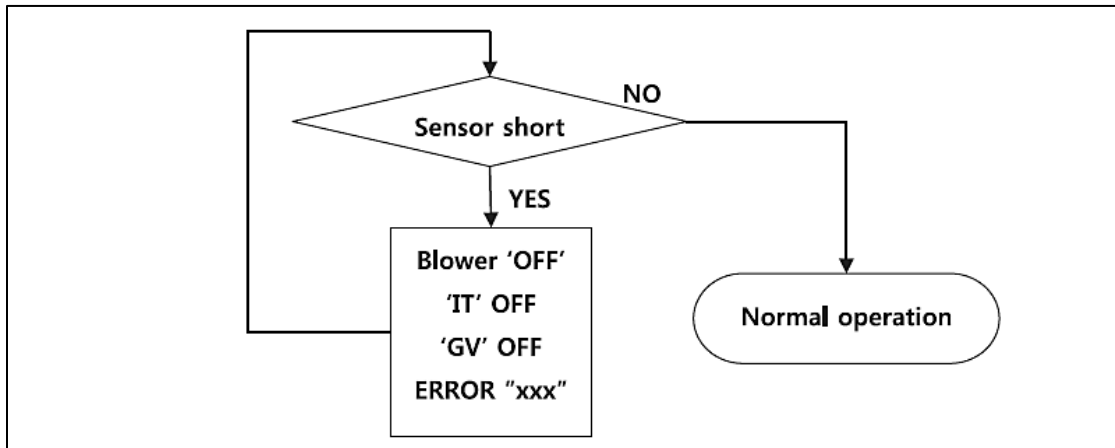 Sensor short
NO
YES
Blower ‘OFF’
‘IT’ OFF
‘GV’ OFF
ERROR “xxx”
Normal operation